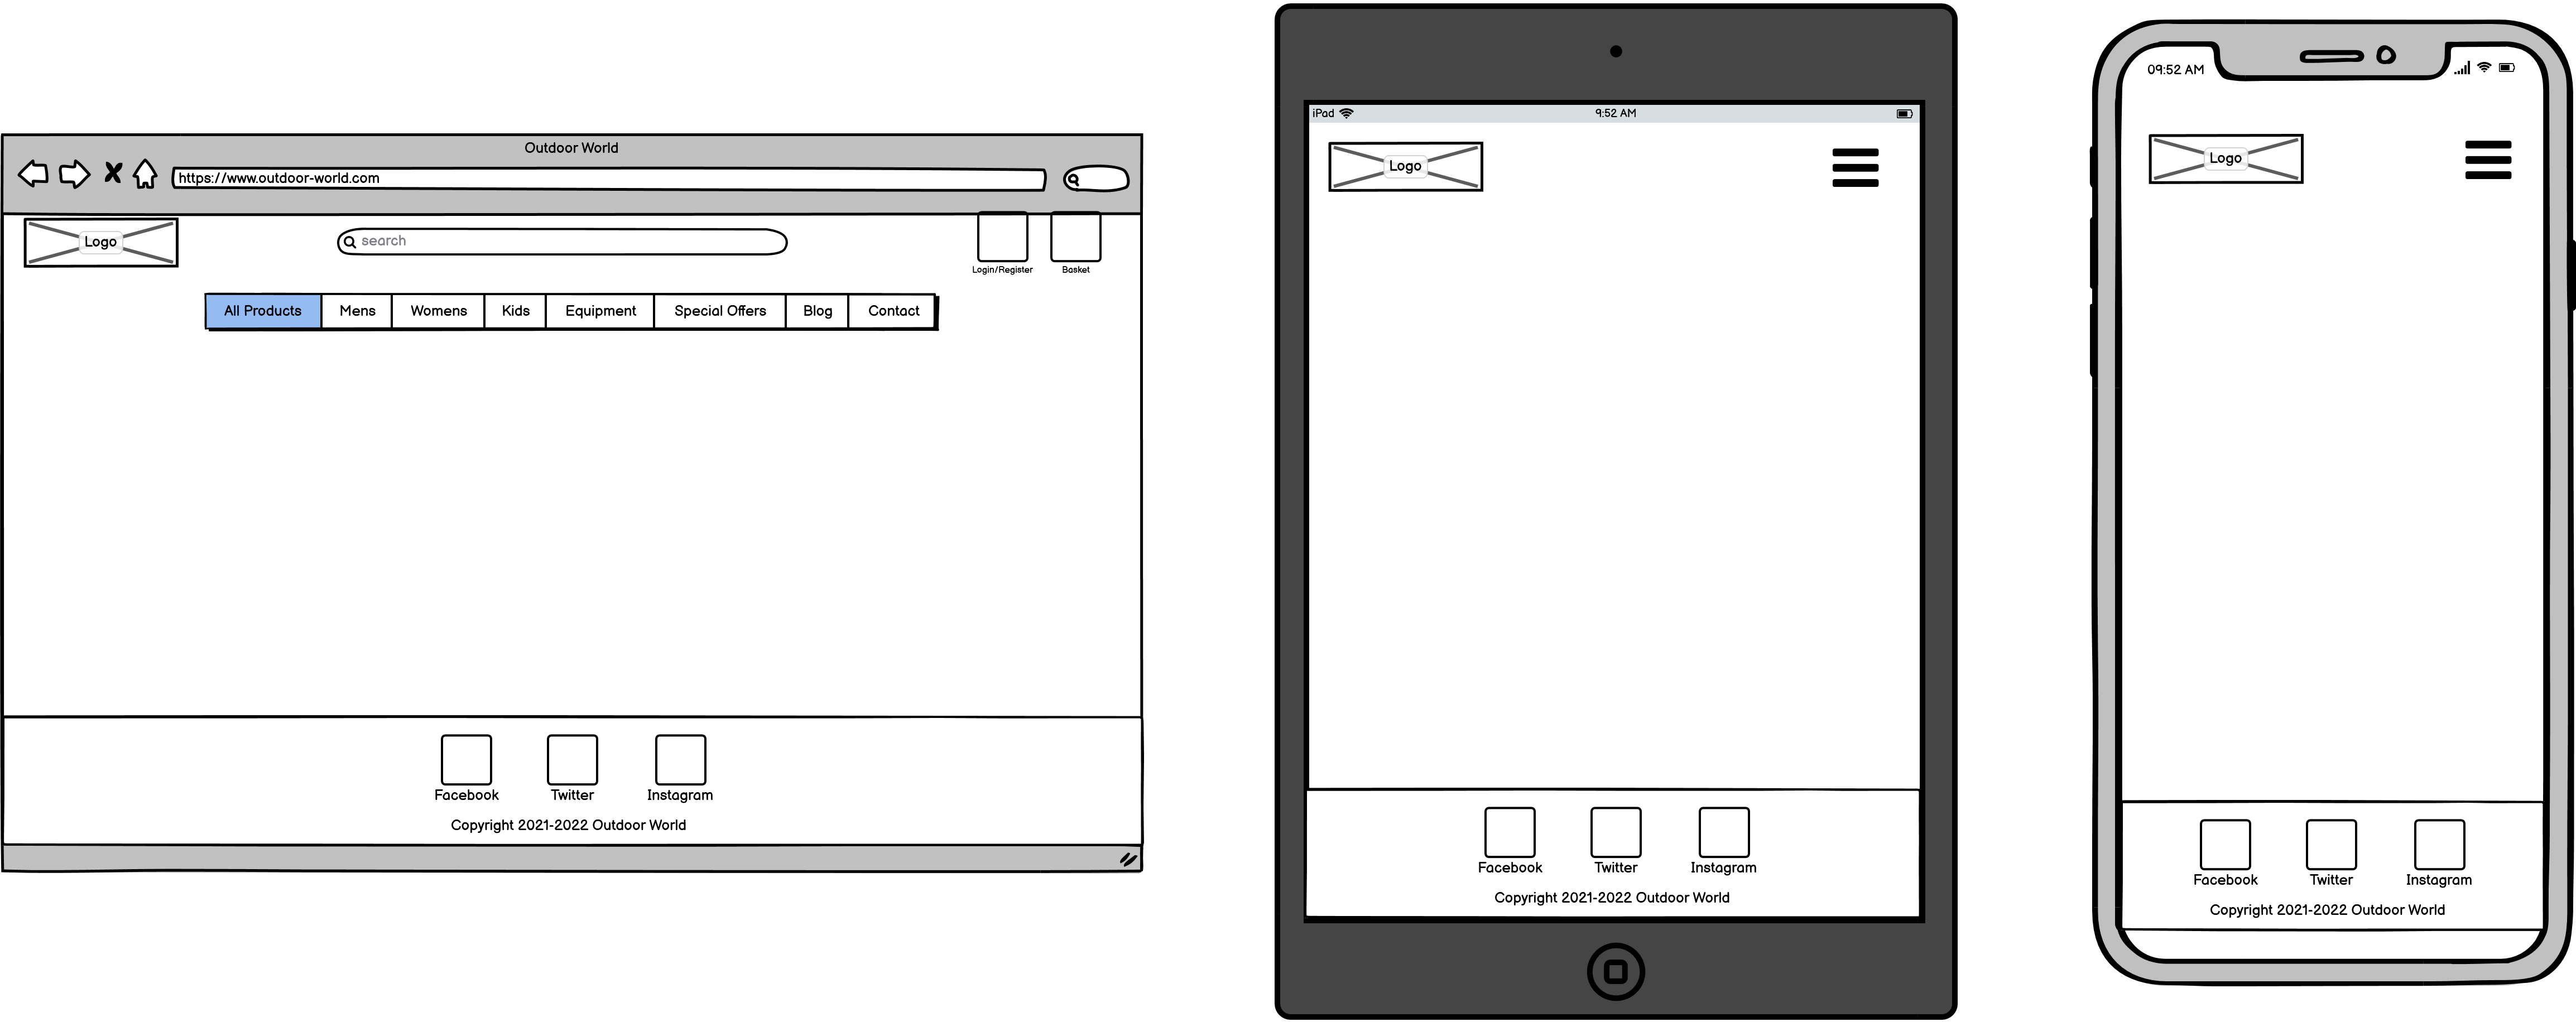 Outdoor World
https://www.outdoor-world.com
Logo
search
Login/Register
Basket
All Products
Mens
Womens
Kids
Equipment
Special Offers
Blog
Contact
Facebook
Twitter
Instagram
Copyright 2021-2022 Outdoor World
iPad
9:52 AM
Logo
Facebook
Twitter
Instagram
Copyright 2021-2022 Outdoor World
09:52 AM
Logo
Facebook
Twitter
Instagram
Copyright 2021-2022 Outdoor World